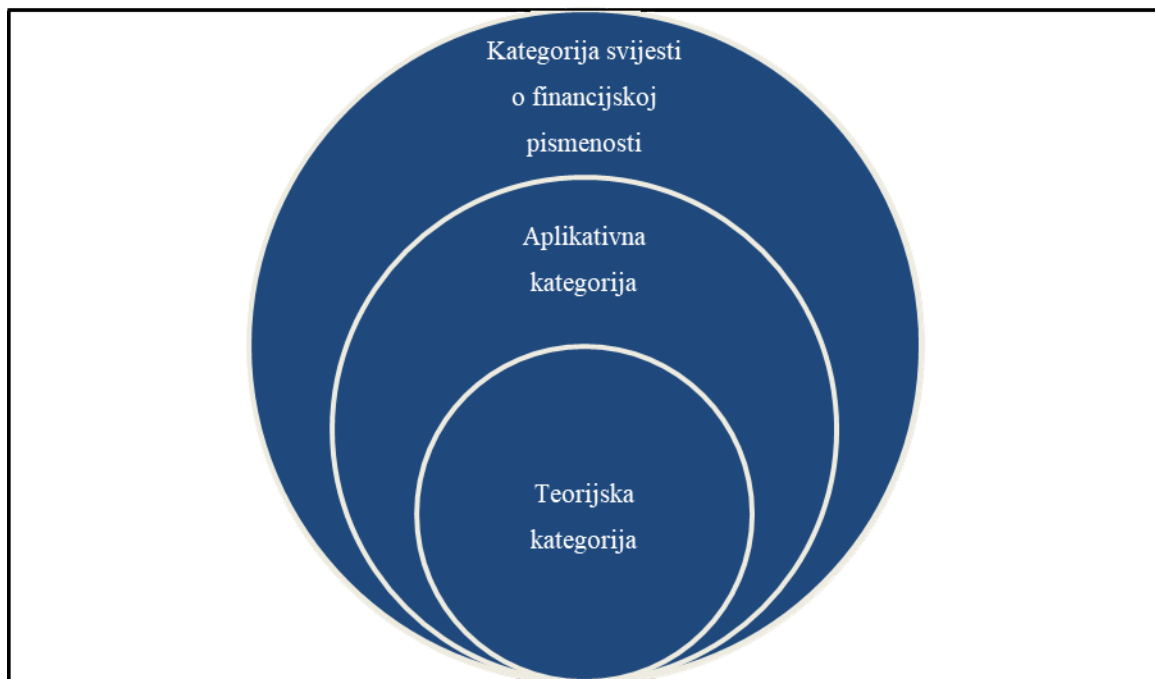 Kategorija svijesti
o financijskoj
pismenosti
Aplikativna
kategorija
Teorijska
kategorija